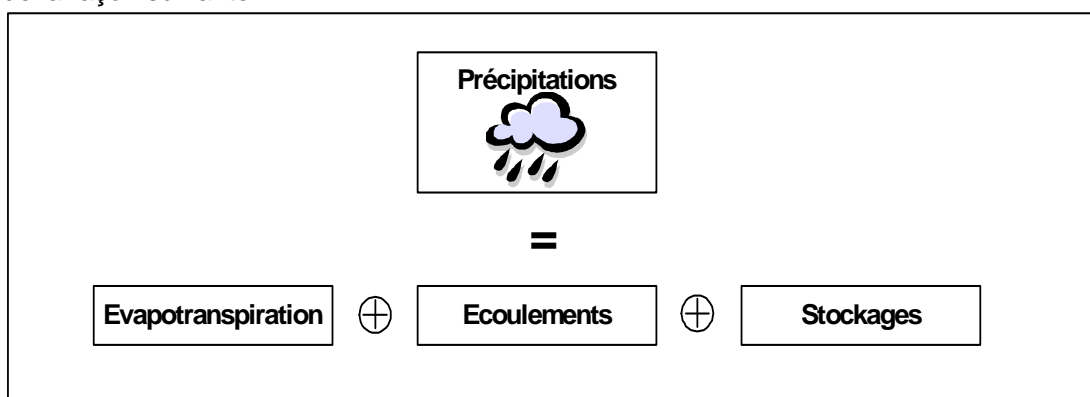 Précipitations
=
Evapotranspiration ⊕ Ecoulements ⊕ Stockages